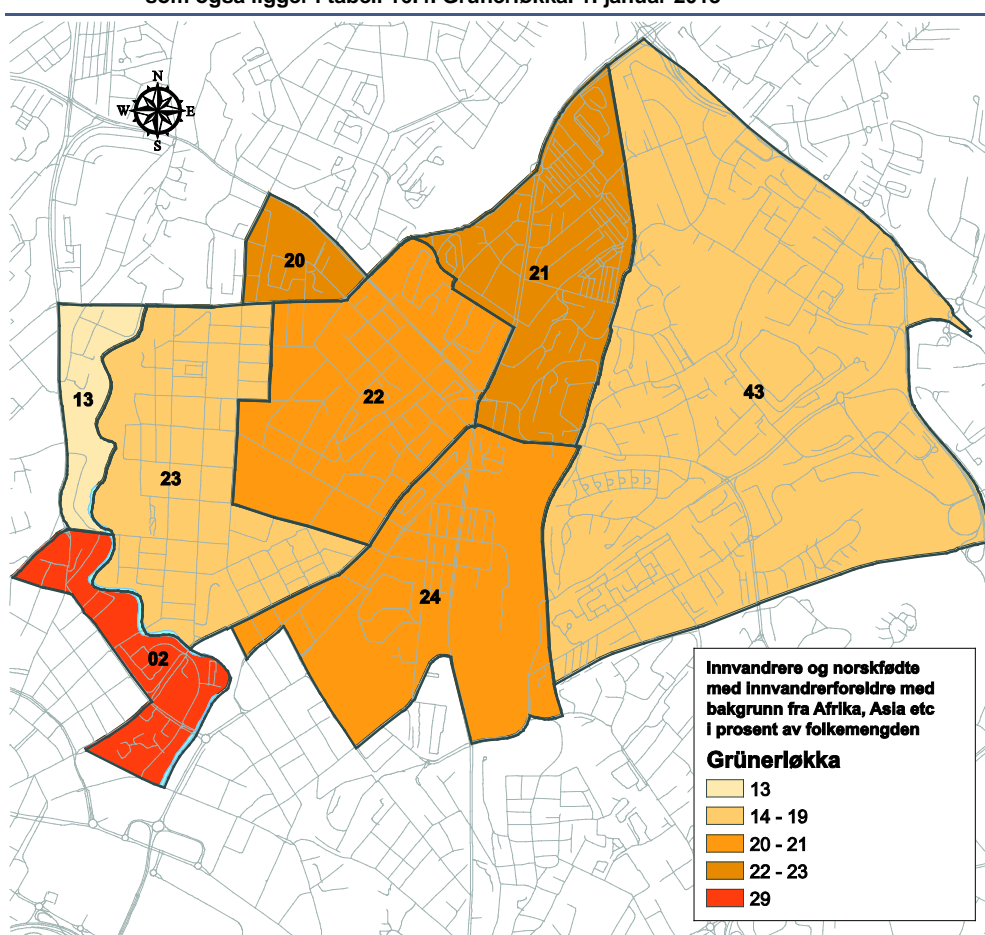 N
W E
S
20
21
13
22
43
23
24
02
Innvandrere og norskfødte
med innvandrerforeldre med
bakgrunn fra Afrika, Asia etc
i prosent av folkemengden
Grünerløkka
13
14 - 19
20 - 21
22 - 23
29